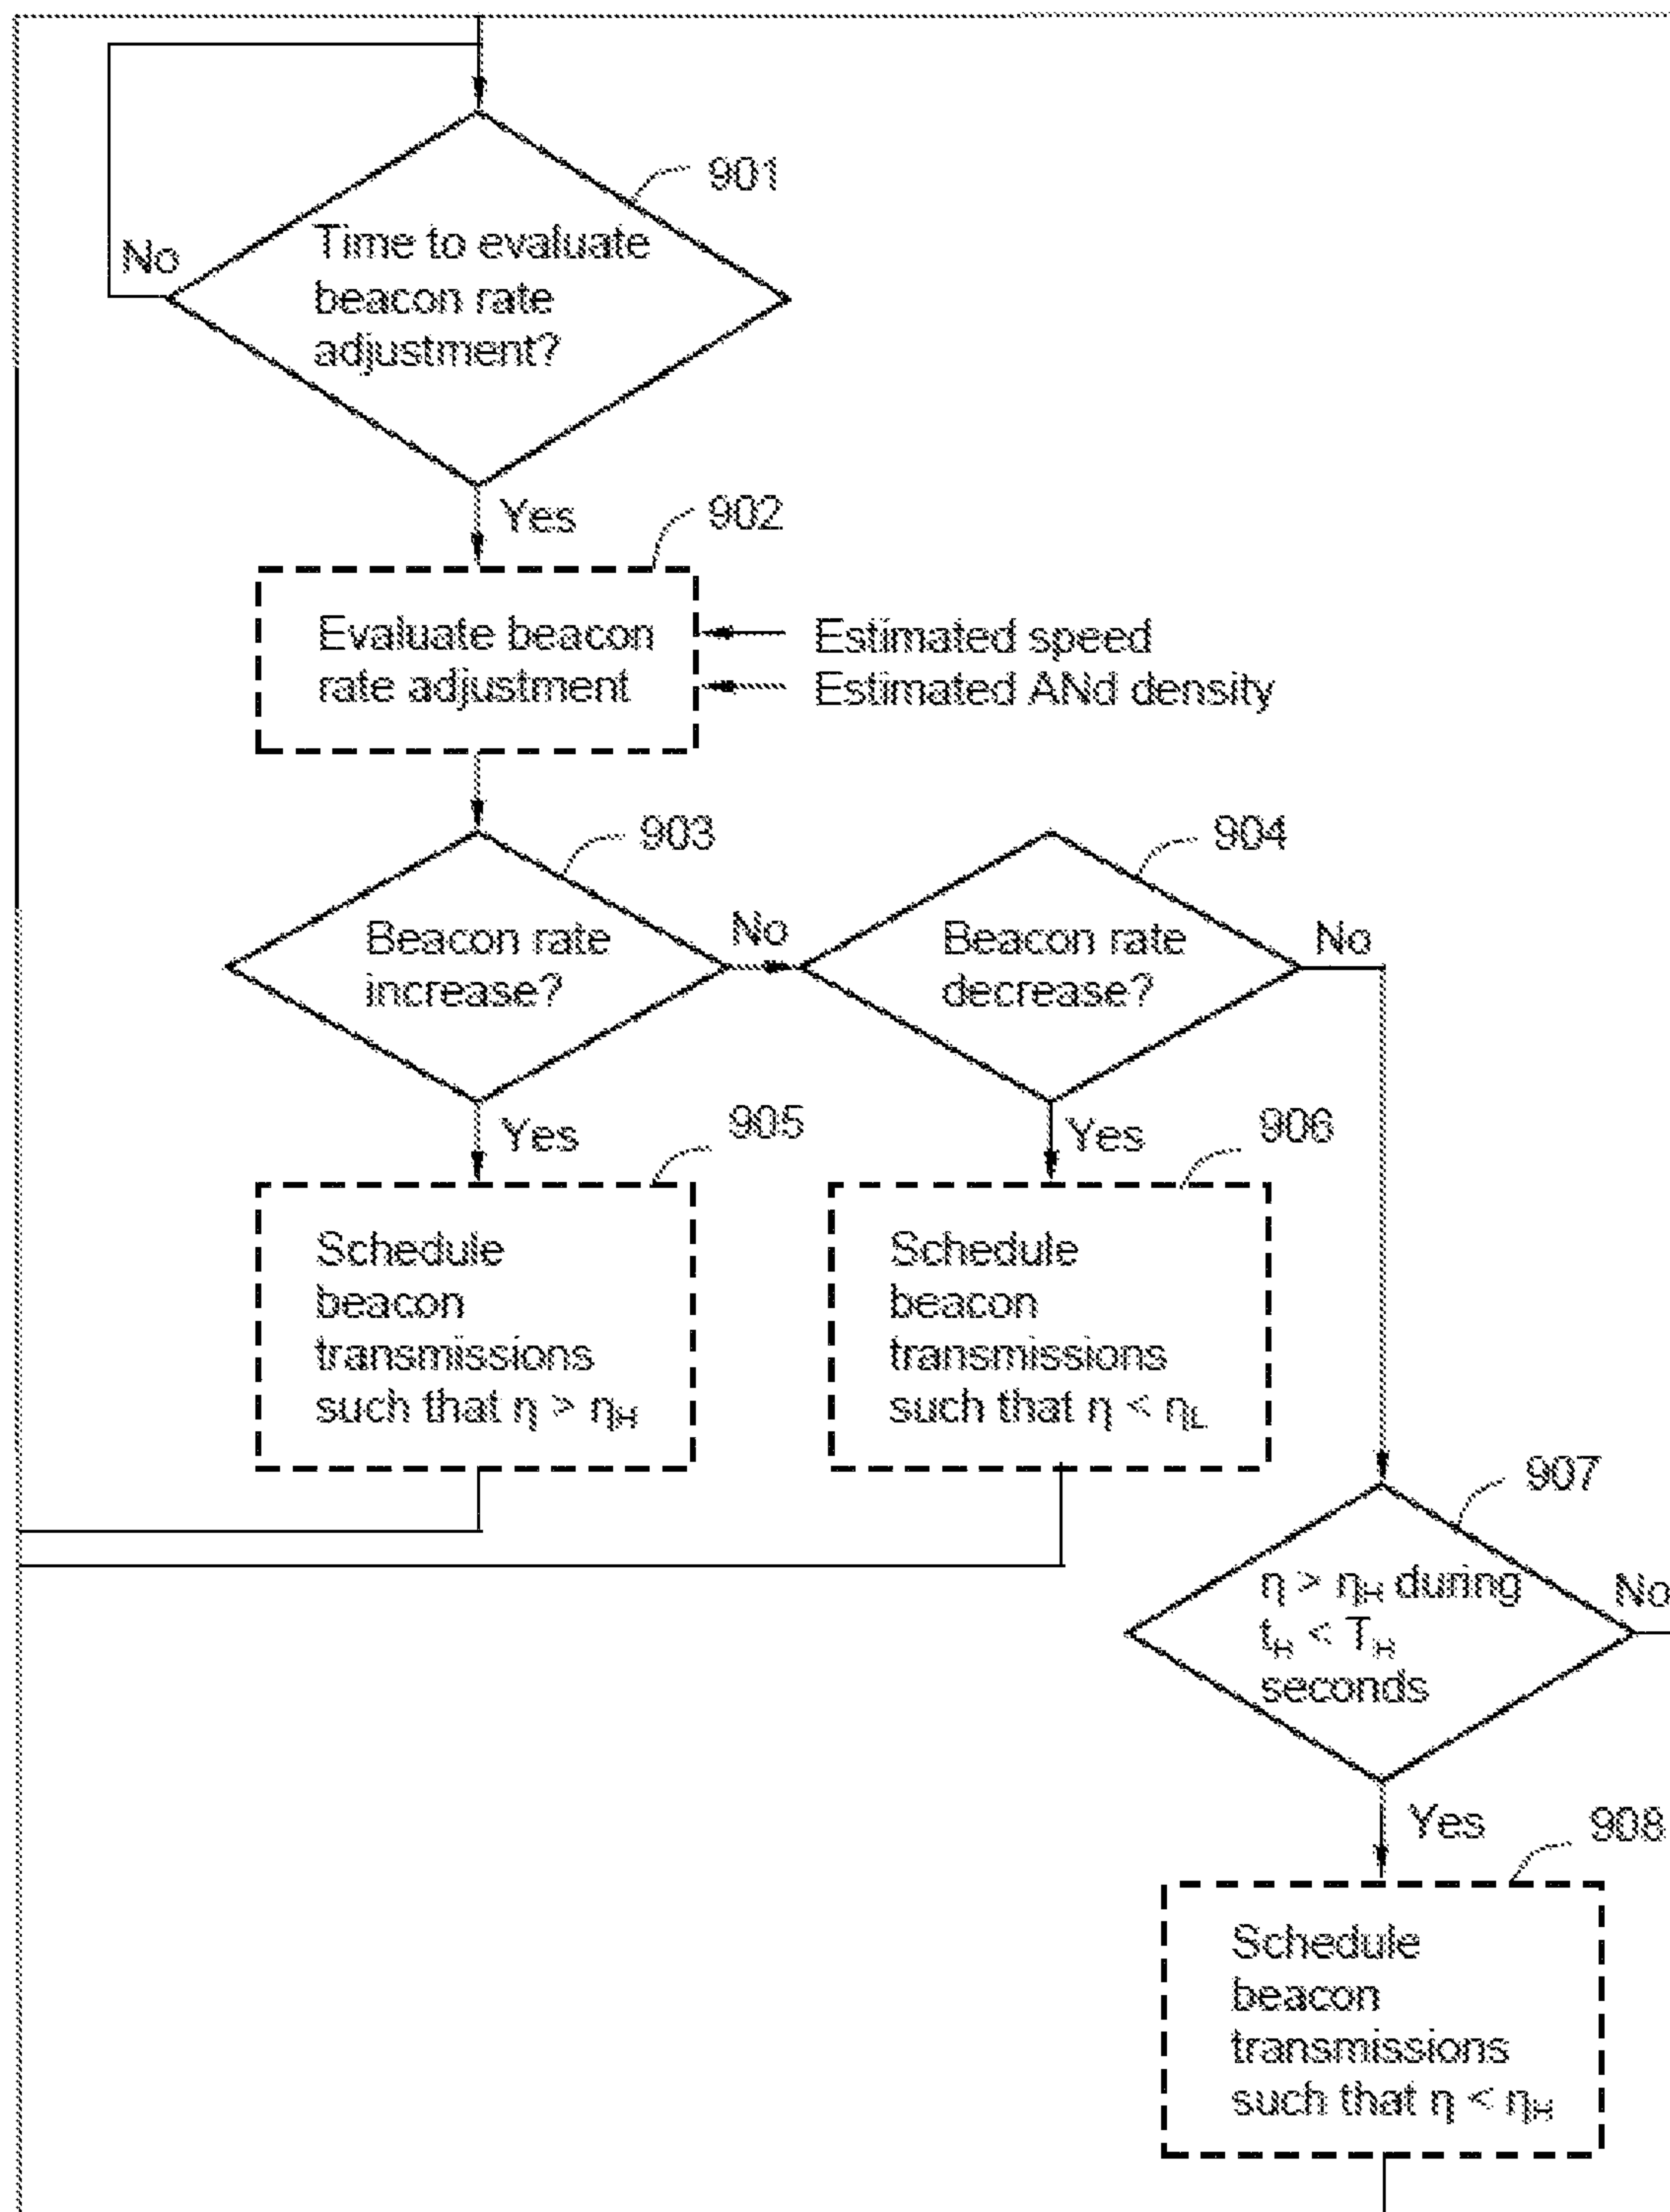 901
Time to evaluate
beacon rate
adjustment?
No
Yes
902
Evaluate beacon
rate adjustment
Estimated speed
Estimated ANd density
903
Beacon rate
increase?
No
904
Beacon rate
decrease?
No
Yes
905
Yes
906
Schedule
beacon
transmissions
such that η > ηH
Schedule
beacon
transmissions
such that η < ηL
907
η > ηH during
tH < TH
seconds
No
Yes
908
Schedule
beacon
transmissions
such that η < ηH